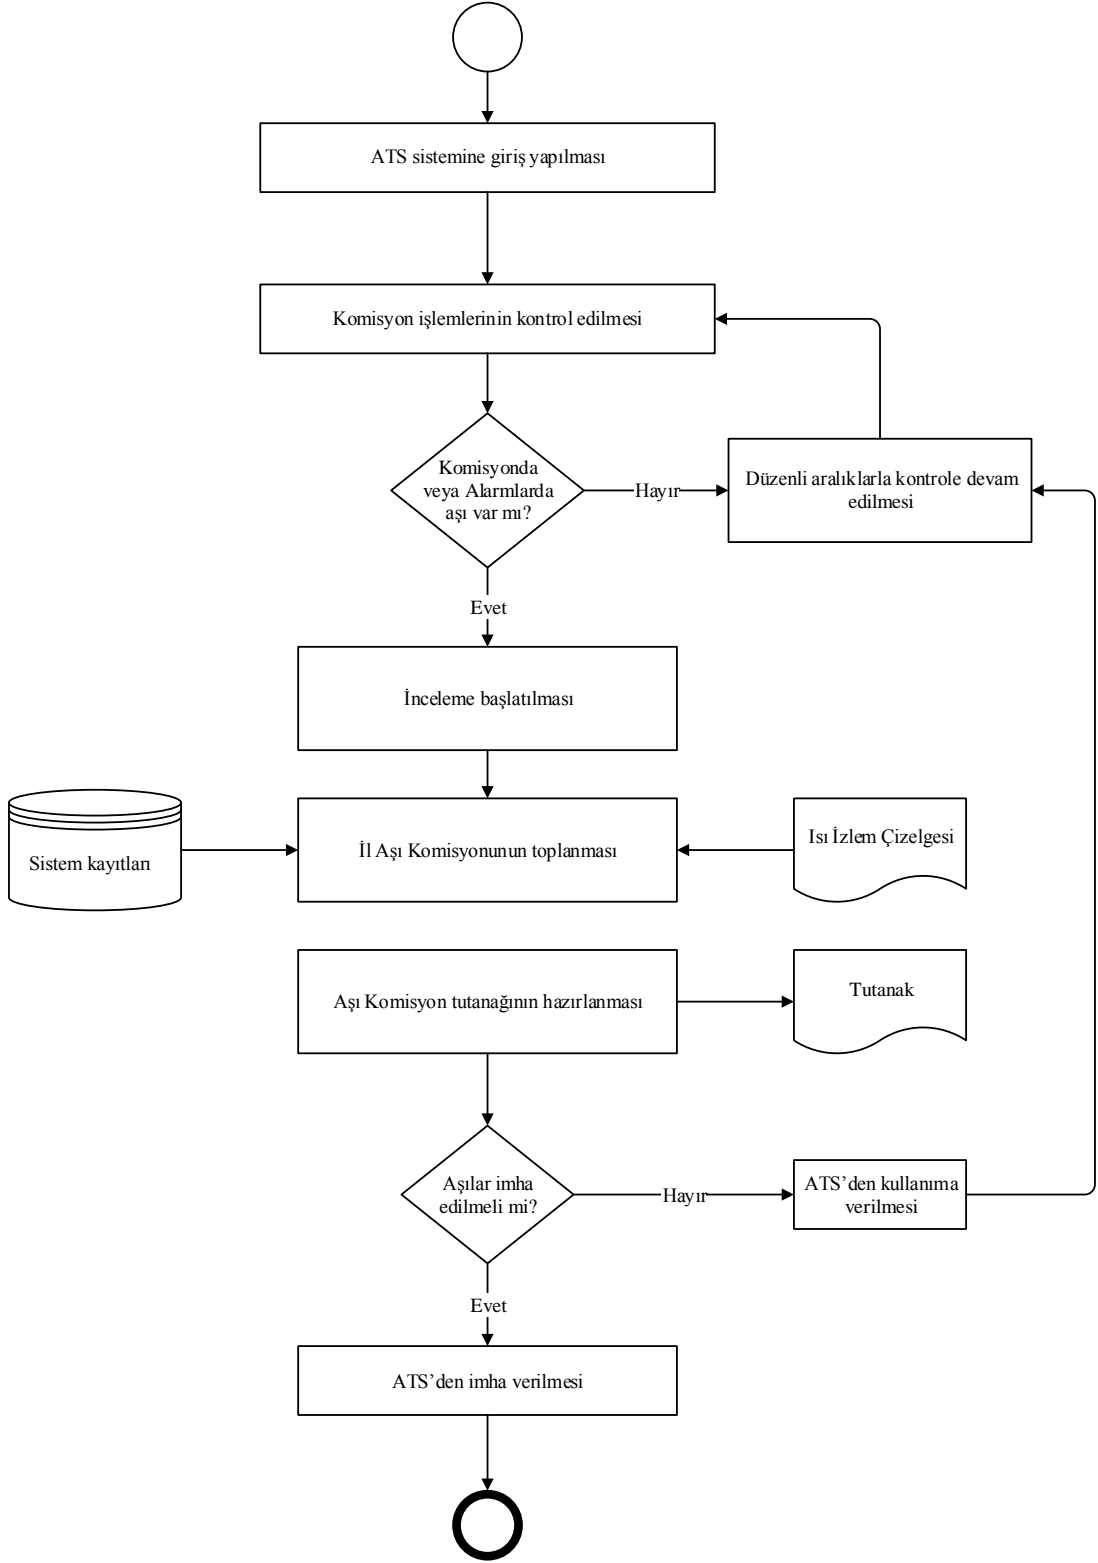 ATS sistemine giriş yapılması
Komisyon işlemlerinin kontrol edilmesi
Komisyonda
veya Alarmlarda
aşı var mı?
Hayır
Düzenli aralıklarla kontrole devam
edilmesi
Evet
İnceleme başlatılması
Sistem kayıtları
İl Aşı Komisyonunun toplanması
Isı İzlem Çizelgesi
Aşı Komisyon tutanağının hazırlanması
Tutanak
Aşılar imha
edilmeli mi?
Hayır
ATS’den kullanıma
verilmesi
Evet
ATS’den imha verilmesi